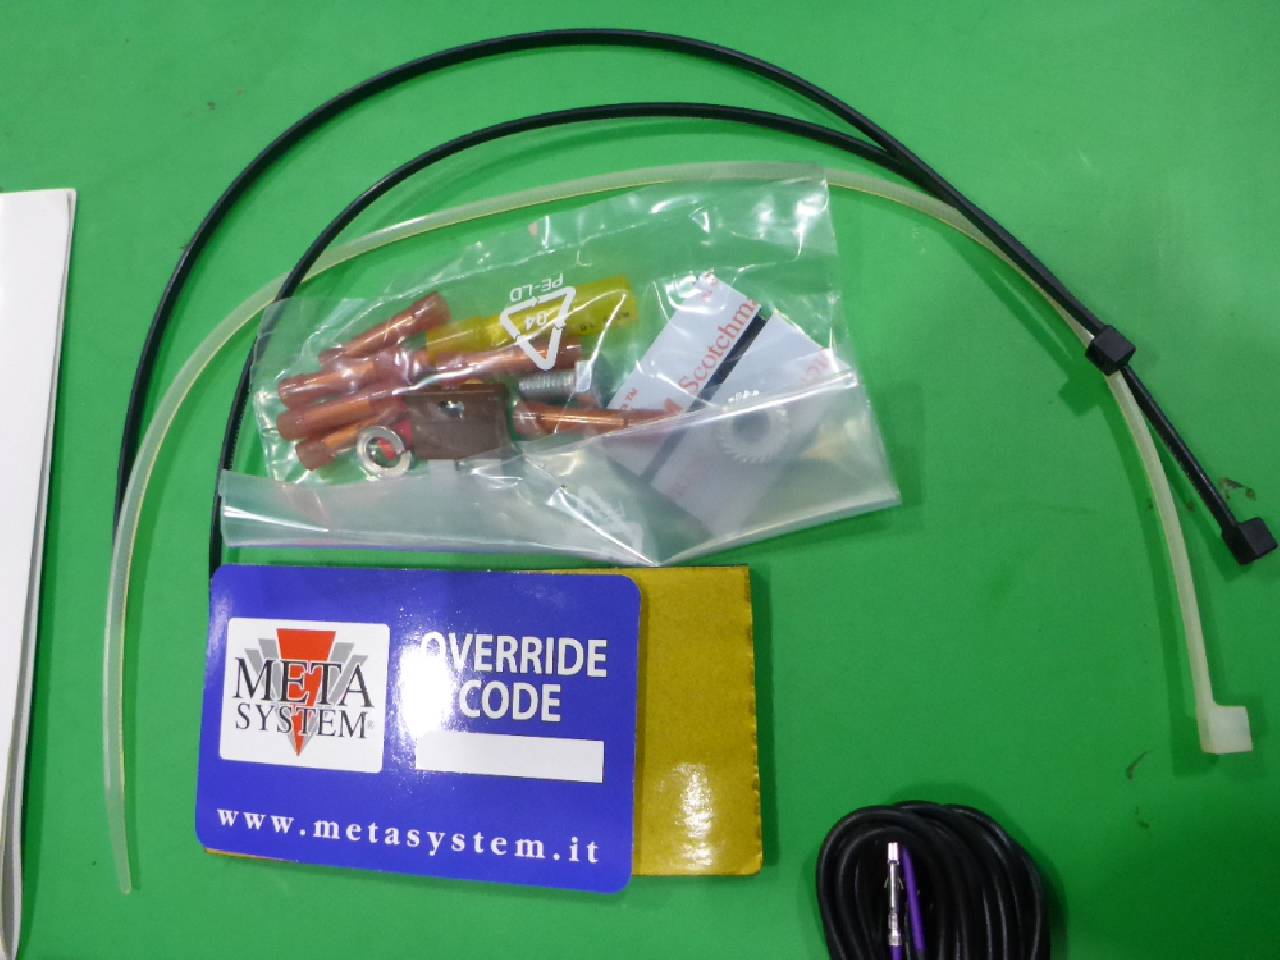 PE-LD
04
Scotchm
META
SYSTEM®
OVERRIDE
CODE
www.metasystem.it